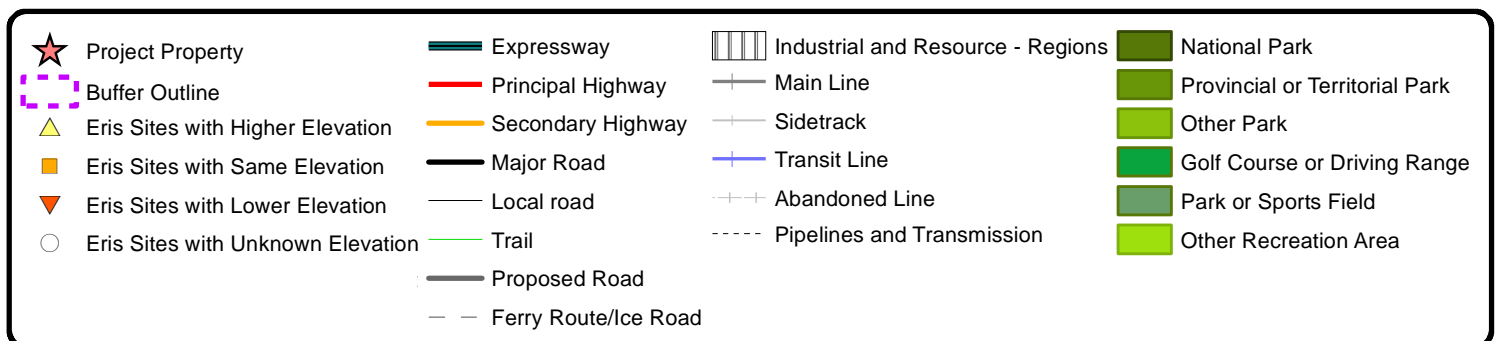 Project Property
Buffer Outline
Eris Sites with Higher Elevation
Eris Sites with Same Elevation
Eris Sites with Lower Elevation
Eris Sites with Unknown Elevation
Expressway
Principal Highway
Secondary Highway
Major Road
Local road
Trail
Proposed Road
Ferry Route/Ice Road
Industrial and Resource - Regions
Main Line
Sidetrack
Transit Line
Abandoned Line
Pipelines and Transmission
National Park
Provincial or Territorial Park
Other Park
Golf Course or Driving Range
Park or Sports Field
Other Recreation Area